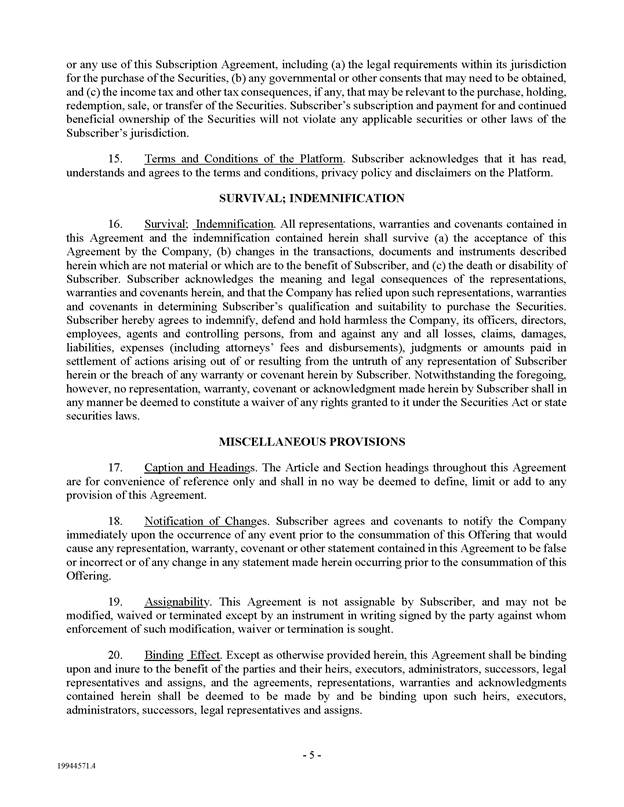 or any use of this Subscription Agreement, including (a) the legal requirements within its jurisdiction
for the purchase of the Securities, (b) any governmental or other consents that may need to be obtained,
and (c) the income tax and other tax consequences, if any, that may be relevant to the purchase, holding,
redemption, sale, or transfer of the Securities. Subscriber’s subscription and payment for and continued
beneficial ownership of the Securities will not violate any applicable securities or other laws of the
Subscriber’s jurisdiction.
15. Terms and Conditions of the Platform. Subscriber acknowledges that it has read,
understands and agrees to the terms and conditions, privacy policy and disclaimers on the Platform.
SURVIVAL; INDEMNIFICATION
16. Survival; Indemnification. All representations, warranties and covenants contained in
this Agreement and the indemnification contained herein shall survive (a) the acceptance of this
Agreement by the Company, (b) changes in the transactions, documents and instruments described
herein which are not material or which are to the benefit of Subscriber, and (c) the death or disability of
Subscriber. Subscriber acknowledges the meaning and legal consequences of the representations,
warranties and covenants herein, and that the Company has relied upon such representations, warranties
and covenants in determining Subscriber’s qualification and suitability to purchase the Securities.
Subscriber hereby agrees to indemnify, defend and hold harmless the Company, its officers, directors,
employees, agents and controlling persons, from and against any and all losses, claims, damages,
liabilities, expenses (including attorneys’ fees and disbursements), judgments or amounts paid in
settlement of actions arising out of or resulting from the untruth of any representation of Subscriber
herein or the breach of any warranty or covenant herein by Subscriber. Notwithstanding the foregoing,
however, no representation, warranty, covenant or acknowledgment made herein by Subscriber shall in
any manner be deemed to constitute a waiver of any rights granted to it under the Securities Act or state
securities laws.
MISCELLANEOUS PROVISIONS
17. Caption and Headings. The Article and Section headings throughout this Agreement
are for convenience of reference only and shall in no way be deemed to define, limit or add to any
provision of this Agreement.
18. Notification of Changes. Subscriber agrees and covenants to notify the Company
immediately upon the occurrence of any event prior to the consummation of this Offering that would
cause any representation, warranty, covenant or other statement contained in this Agreement to be false
or incorrect or of any change in any statement made herein occurring prior to the consummation of this
Offering.
19. Assignability. This Agreement is not assignable by Subscriber, and may not be
modified, waived or terminated except by an instrument in writing signed by the party against whom
enforcement of such modification, waiver or termination is sought.
20. Binding Effect. Except as otherwise provided herein, this Agreement shall be binding
upon and inure to the benefit of the parties and their heirs, executors, administrators, successors, legal
representatives and assigns, and the agreements, representations, warranties and acknowledgments
contained herein shall be deemed to be made by and be binding upon such heirs, executors,
administrators, successors, legal representatives and assigns.
- 5 -
19944571.4